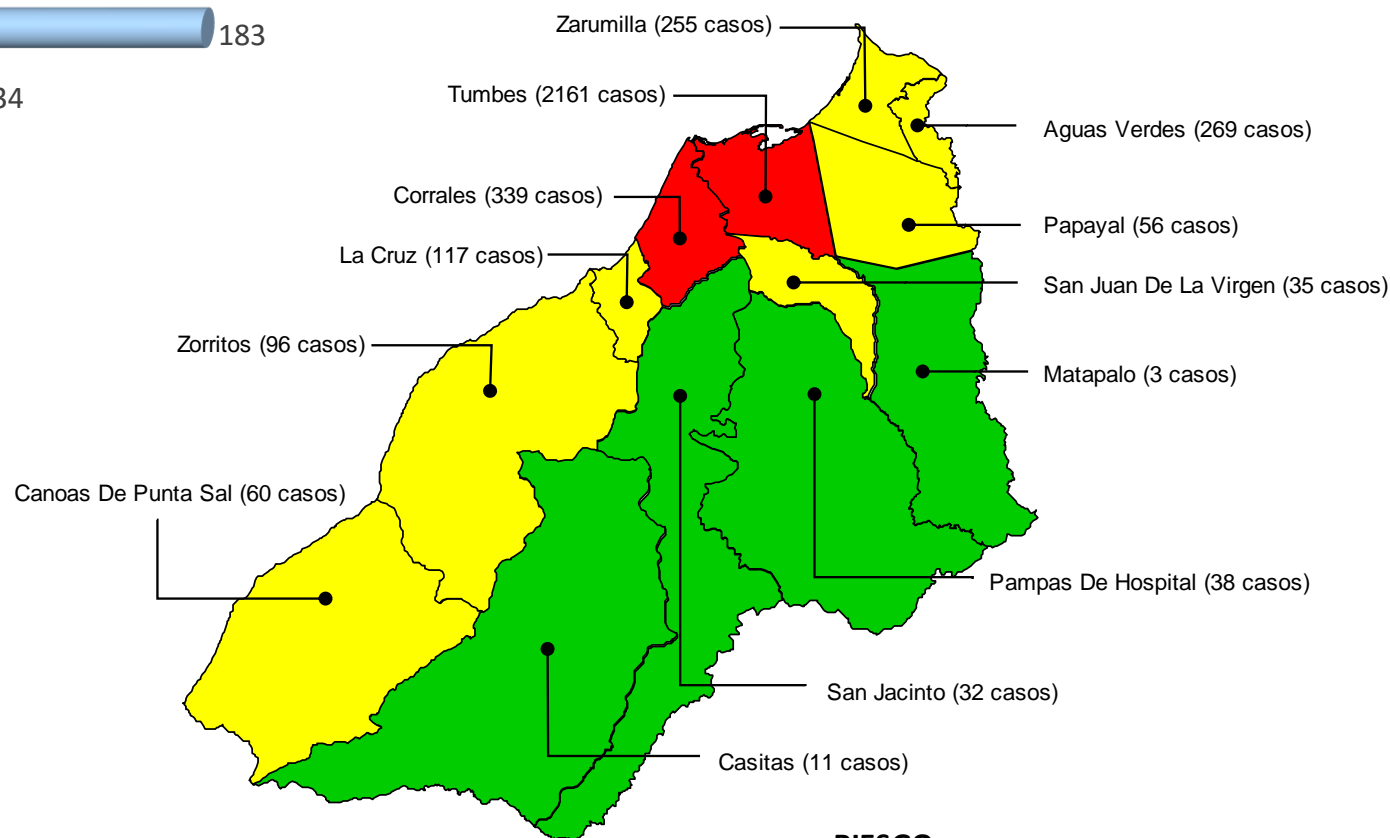 183
34
Zarumilla (255 casos)
Tumbes (2161 casos)
Aguas Verdes (269 casos)
Corrales (339 casos)
Papayal (56 casos)
La Cruz (117 casos)
San Juan De La Virgen (35 casos)
Zorritos (96 casos)
Matapalo (3 casos)
Canoas De Punta Sal (60 casos)
Pampas De Hospital (38 casos)
San Jacinto (32 casos)
Casitas (11 casos)
RIESGO